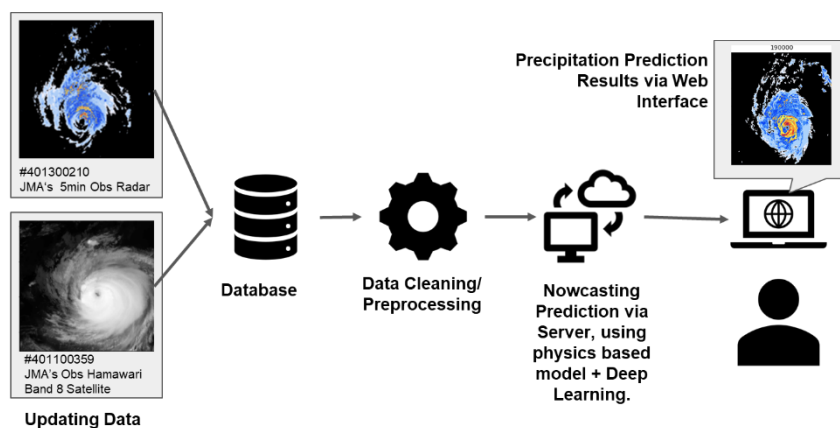 #401300210
JMA's 5min Obs Radar
#401100359
JMA's Obs Hamawari
Band 8 Satellite
Updating Data
Database
Data Cleaning/
Preprocessing
Nowcasting
Prediction via
Server, using
physics based
model + Deep
Learning.
Precipitation Prediction
Results via Web
Interface
190000